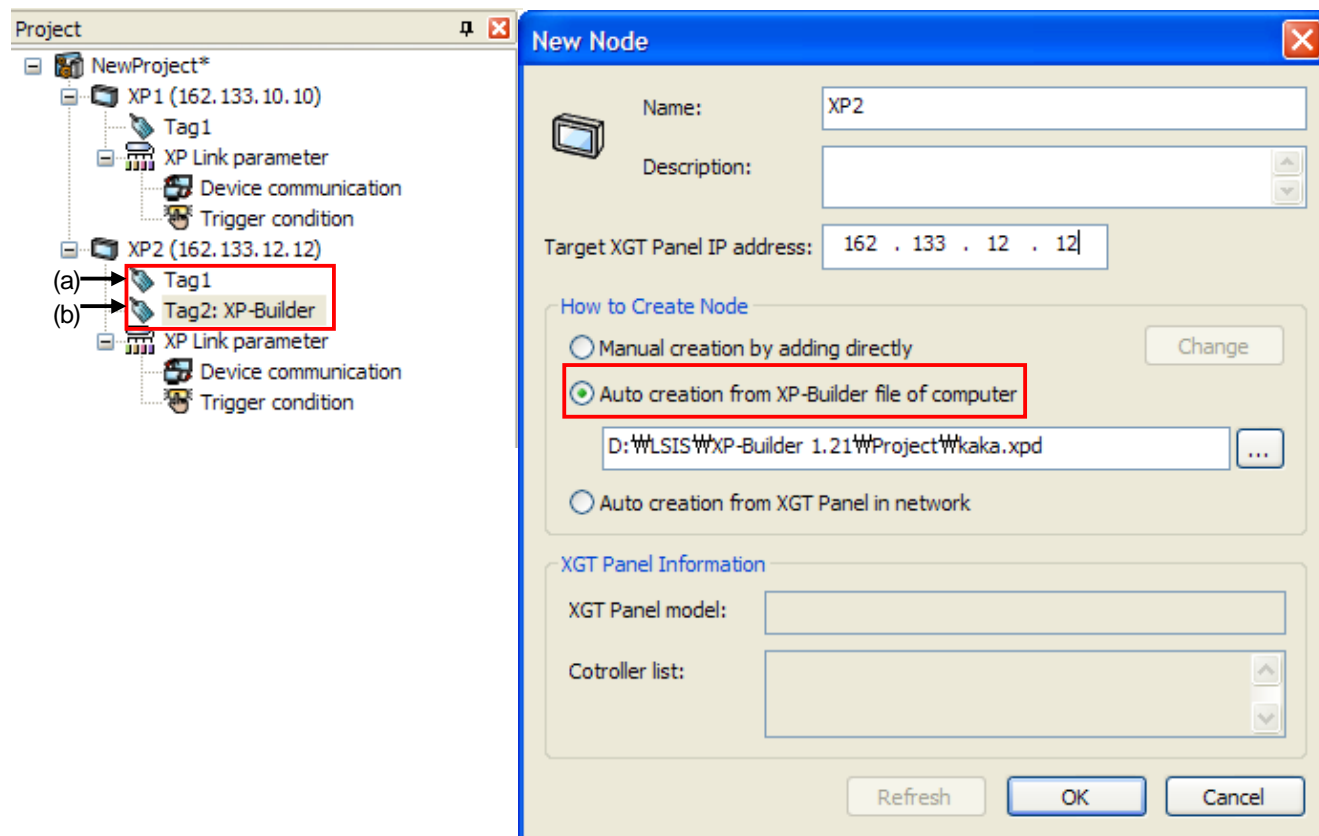 Project
NewProject*
XP1 (162.133.10.10)
Tag1
XP Link parameter
Device communication
Trigger condition
XP2 (162.133.12.12)
(a)
Tag1
(b)
Tag2: XP-Builder
XP Link parameter
Device communication
Trigger condition
New Node
Name:
XP2
Description:
Target XGT Panel IP address:
162 . 133 . 12 . 12
How to Create Node
Manual creation by adding directly
Change
Auto creation from XP-Builder file of computer
D:₩LSIS₩XP-Builder 1.21₩Project₩kaka.xpd
...
Auto creation from XGT Panel in network
XGT Panel Information
XGT Panel model:
Cotroller list:
Refresh
OK
Cancel